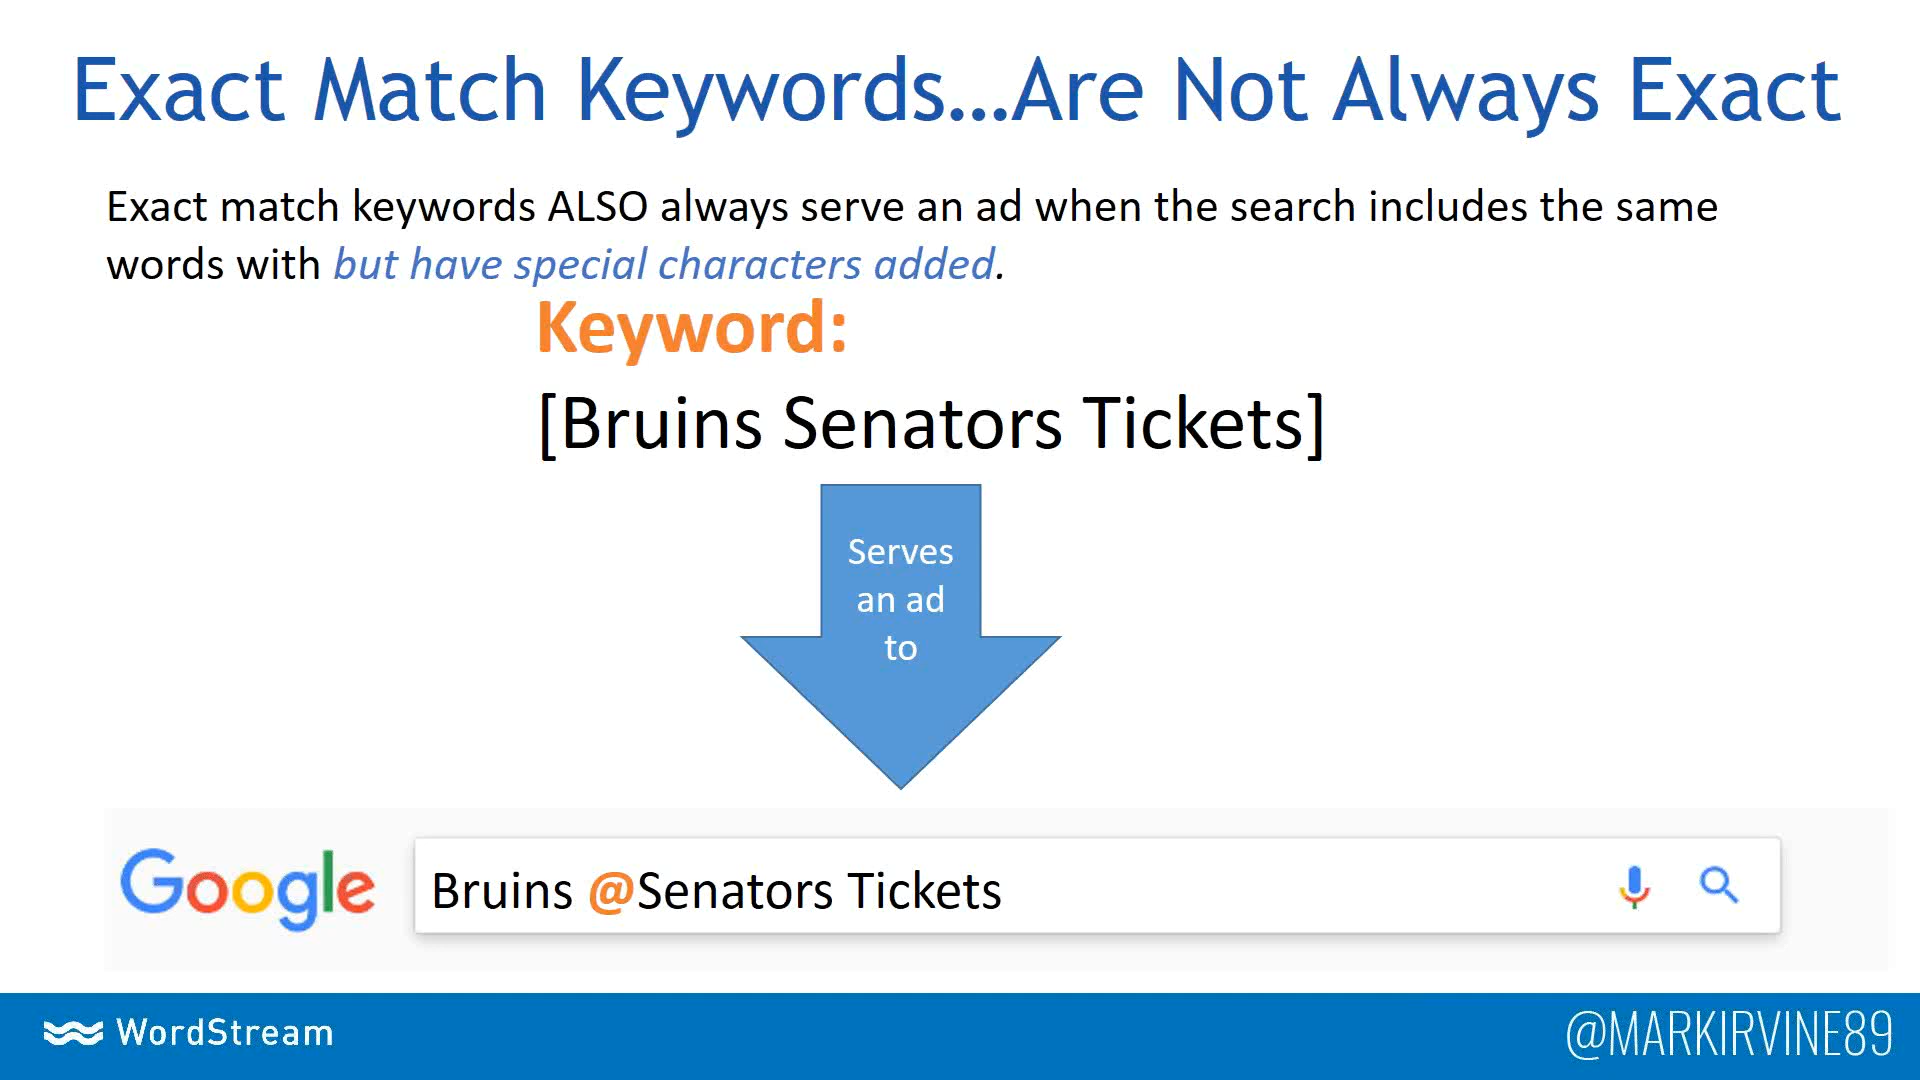 Exact Match Keywords...Are Not Always Exact
Exact match keywords ALSO always serve an ad when the search includes the same
words with but have special characters added.
Keyword:
[Bruins Senators Tickets]
Serves
an ad
to
Google
Bruins @Senators Tickets
WordStream
@MARKIRVINE89